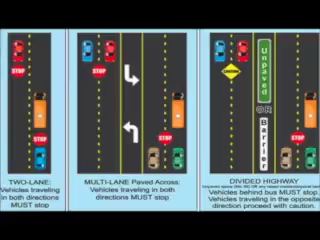 STOP
STOP
TWO-LANE:
Vehicles traveling
in both directions
MUST stop
STOP
STOP
MULTI-LANE Paved Across:
Vehicles traveling in both
directions MUST stop
CAUTION
Unpaved
OR
Barrier
STOP
DIVIDED HIGHWAY
Vehicles behind bus MUST stop.
Vehicles traveling in the opposite
direction proceed with caution.